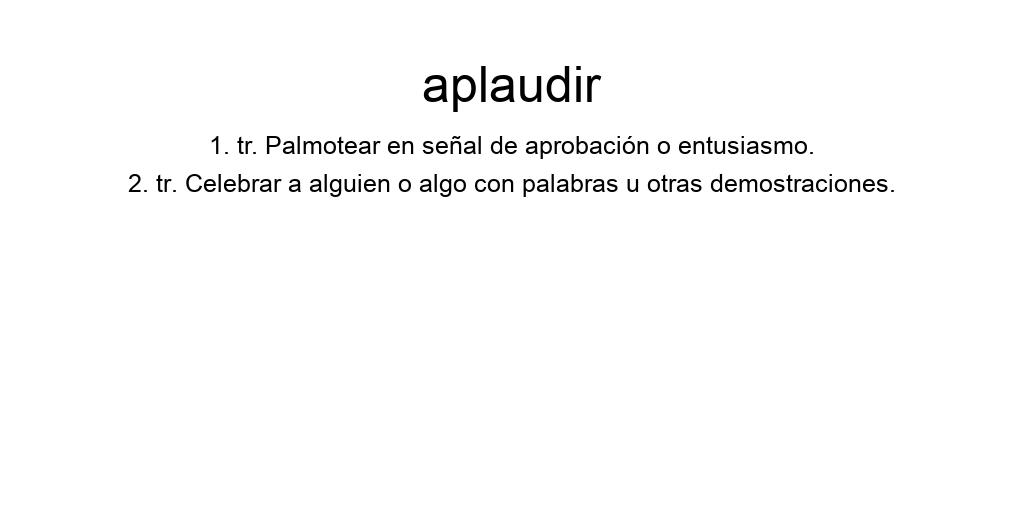 aplaudir
1. tr. Palmotear en señal de aprobación o entusiasmo.
2. tr. Celebrar a alguien o algo con palabras u otras demostraciones.